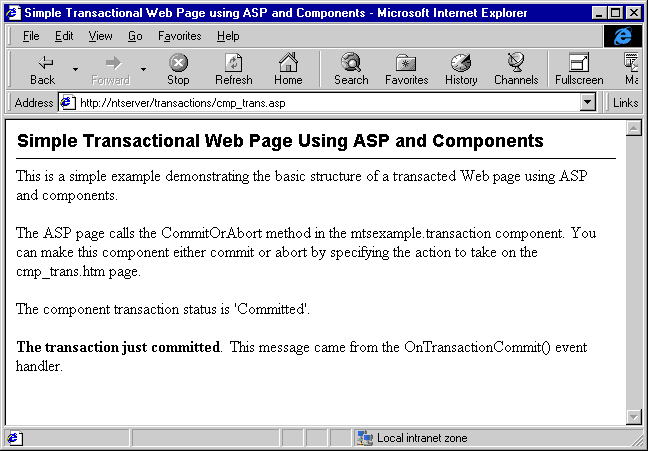 Simple Transactional Web Page using ASP and Components - Microsoft Internet Explorer
File Edit View Go Favorites Help
Back Forward Stop Refresh Home Search Favorites History Channels Fullscreen Ma
Address http://ntserver/transactions/cmp_trans.asp Links
Simple Transactional Web Page Using ASP and Components
This is a simple example demonstrating the basic structure of a transacted Web page using ASP
and components.
The ASP page calls the CommitOrAbort method in the mtsexample.transaction component. You
can make this component either commit or abort by specifying the action to take on the
cmp_trans.htm page.
The component transaction status is 'Committed'.
The transaction just committed. This message came from the OnTransactionCommit() event
handler.
Local intranet zone